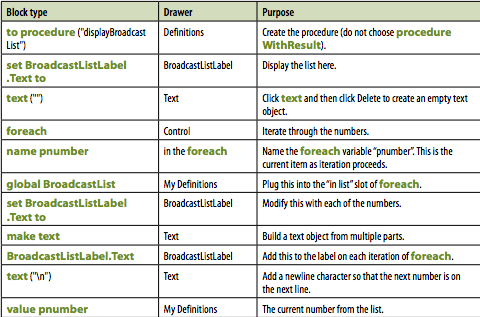 Block type Drawer Purpose
to procedure ("displayBroadcast Definitions Create the procedure (do not choose procedure
List") WithResult).
set BroadcastListLabel BroadcastListLabel Display the list here.
.Text to
text ("") Text Click text and then click Delete to create an empty text
object.
foreach Control Iterate through the numbers.
name pnumber in the foreach Name the foreach variable "pnumber". This is the
current item as iteration proceeds.
global BroadcastList My Definitions Plug this into the "in list" slot of foreach.
set BroadcastListLabel BroadcastListLabel Modify this with each of the numbers.
.Text to
make text Text Build a text object from multiple parts.
BroadcastListLabel.Text BroadcastListLabel Add this to the label on each iteration of foreach.
text ("\n") Text Add a newline character so that the next number is on
the next line.
value pnumber My Definitions The current number from the list.